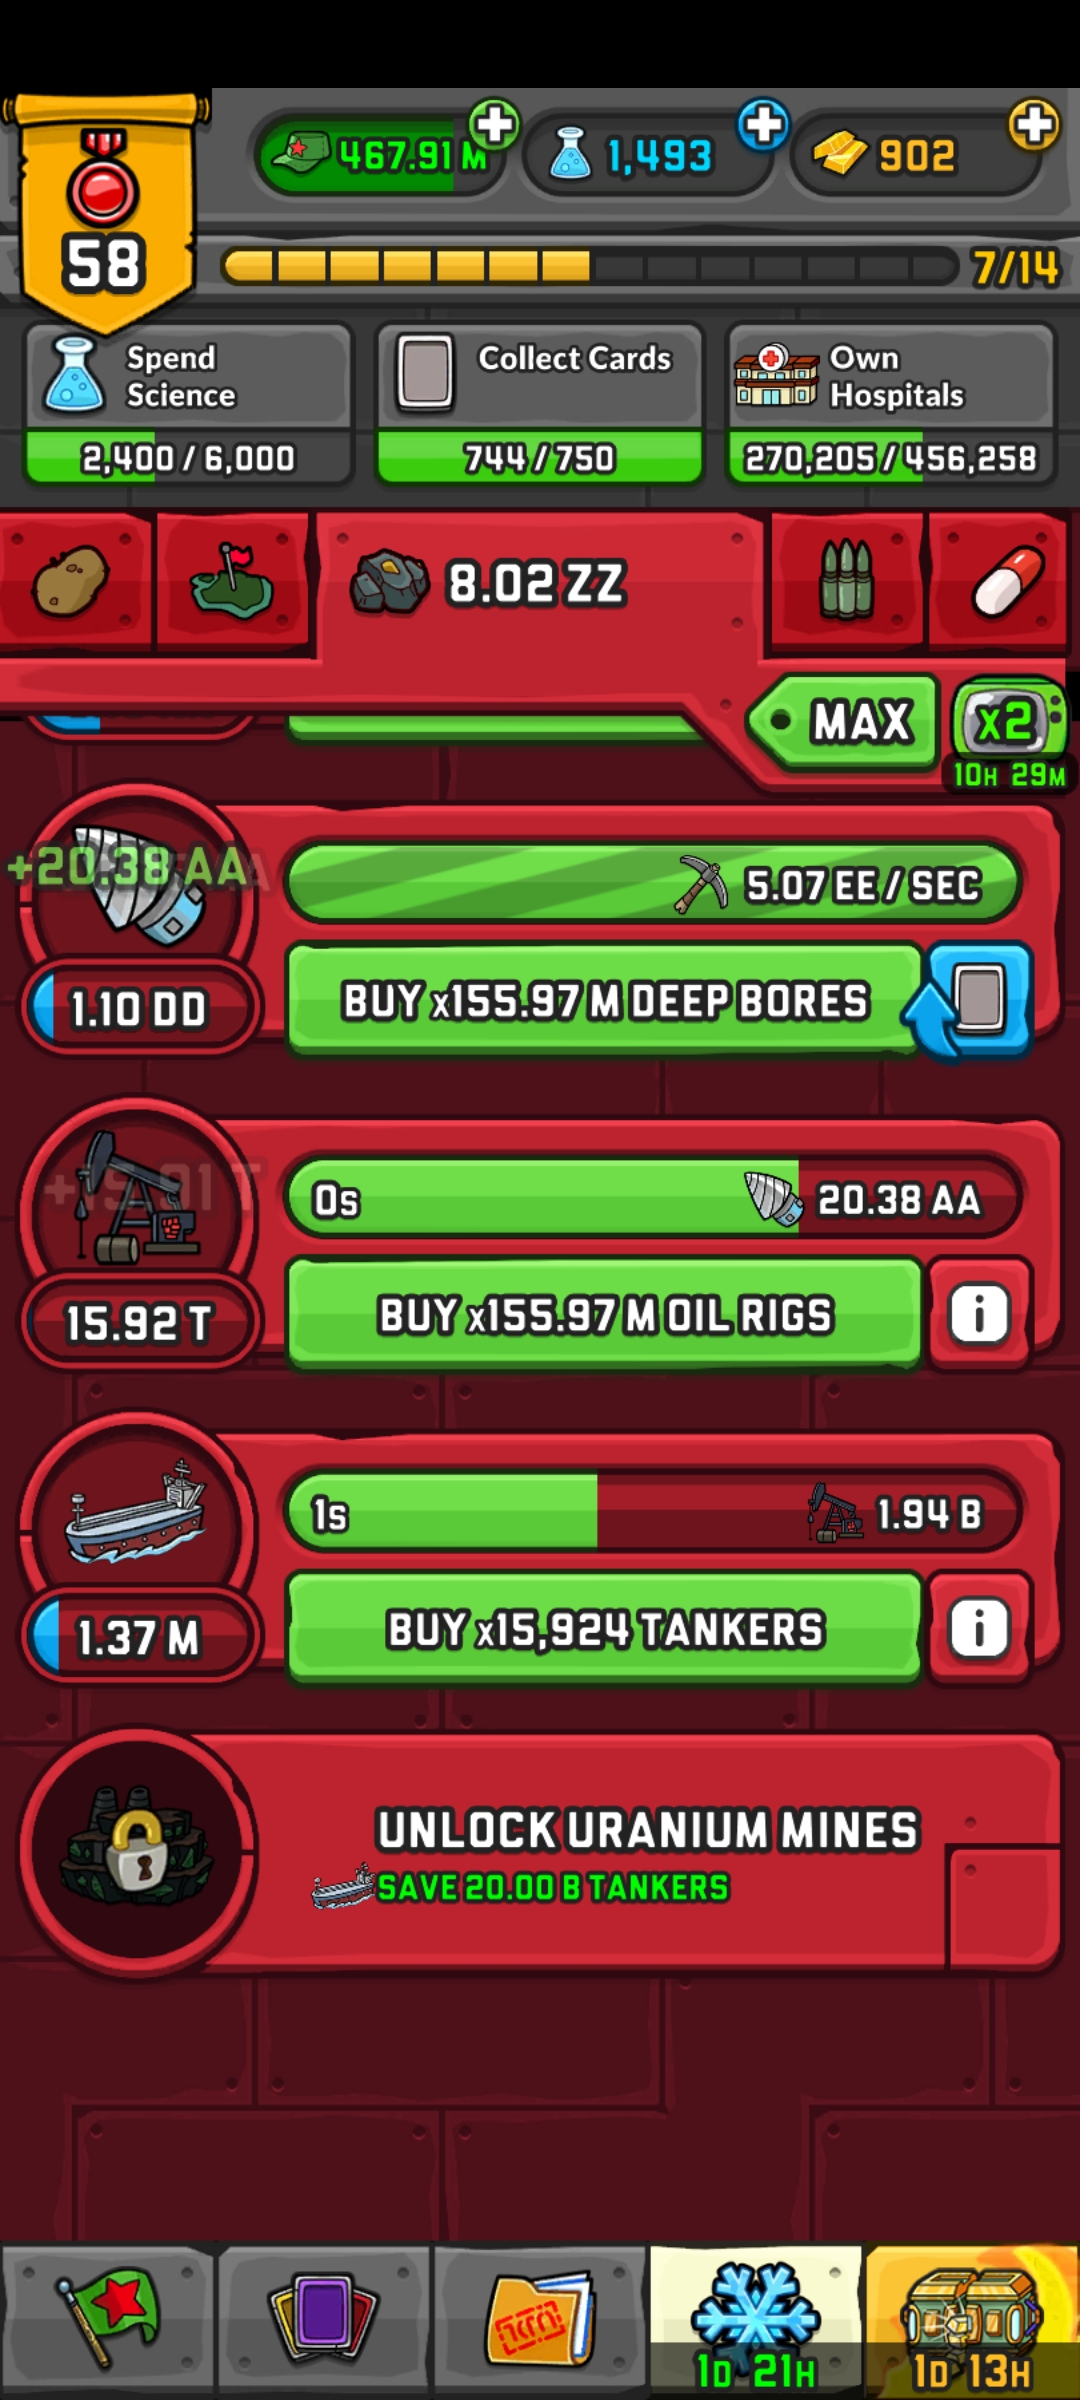 467.91 M
1,493
902
58
7/14
Spend
Science
2,400 / 6,000
Collect Cards
744 / 750
Own
Hospitals
270,205 / 456,258
8.02 ZZ
MAX
x2
10H 29M
+20.38 AA
5.07 EE / SEC
1.10 DD
BUY x155.97 M DEEP BORES
+15.91 T
0s
20.38 AA
15.92 T
BUY x155.97 M OIL RIGS
i
1s
1.94 B
1.37 M
BUY x15,924 TANKERS
i
UNLOCK URANIUM MINES
SAVE 20.00 B TANKERS
1D 21H
1D 13H